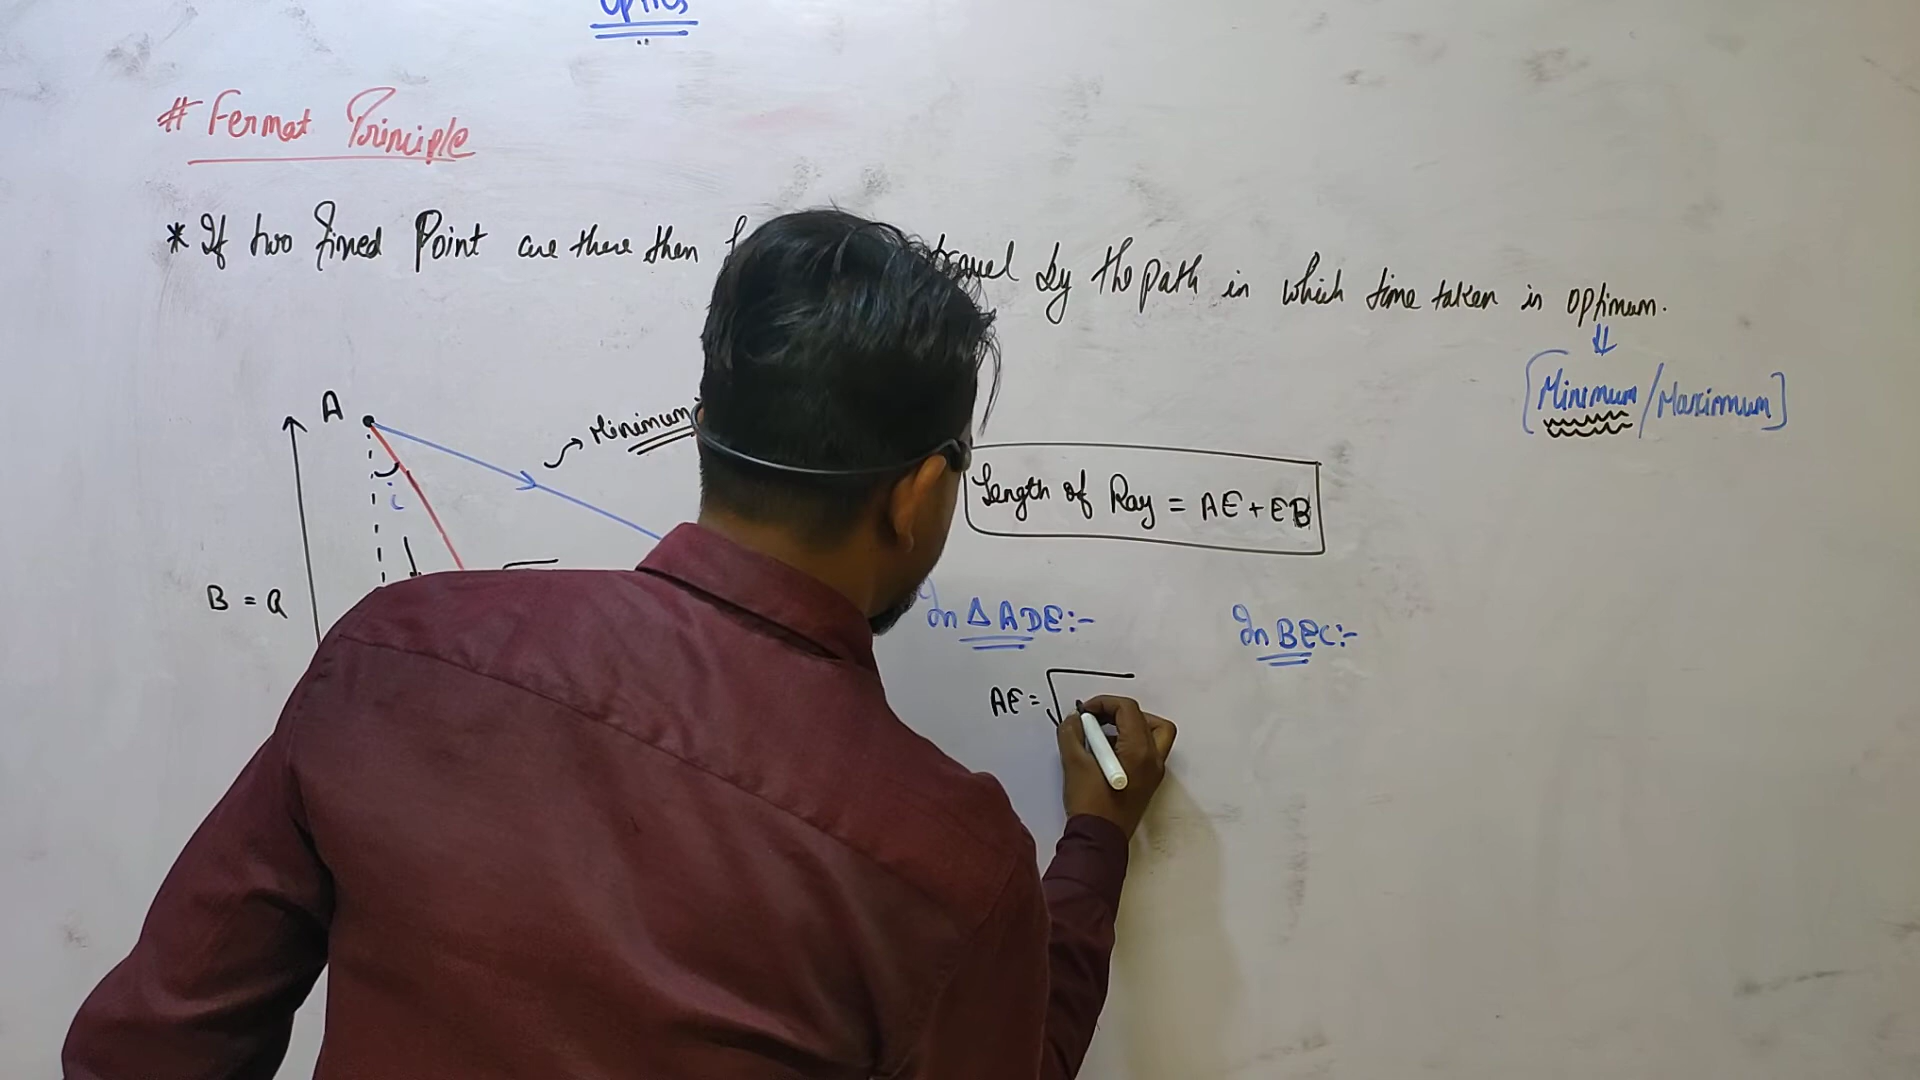 Optics
# Fermat Principle
* If two fixed Point are there then travel by the path in which time taken is optimum.
[Minimum/Maximum]
A
Minimum
i
Length of Ray = AE + EB
B = Q
In Δ ADE:-
In BEC:-
AE = √